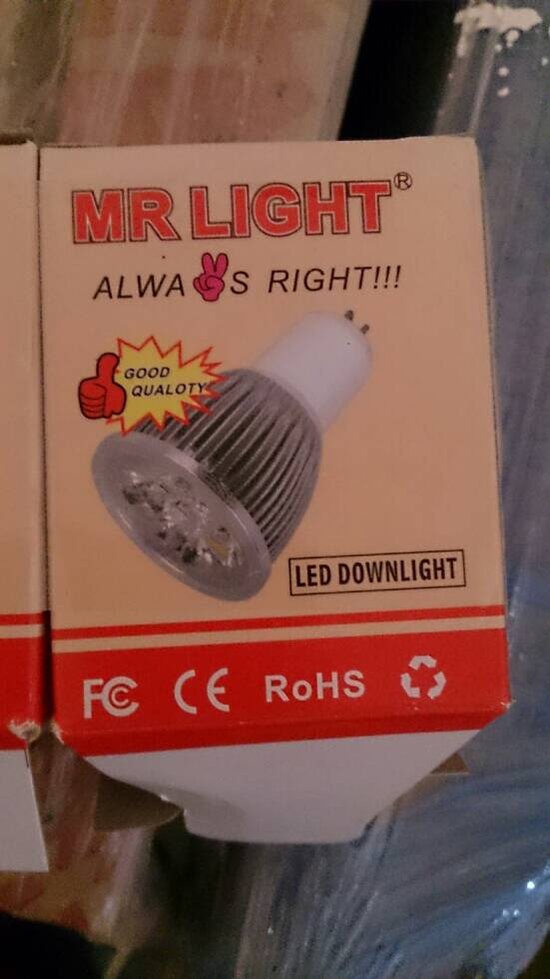 MR LIGHT®
ALWA✌S RIGHT!!!
GOOD
QUALOTY
LED DOWNLIGHT
FC CE RoHS